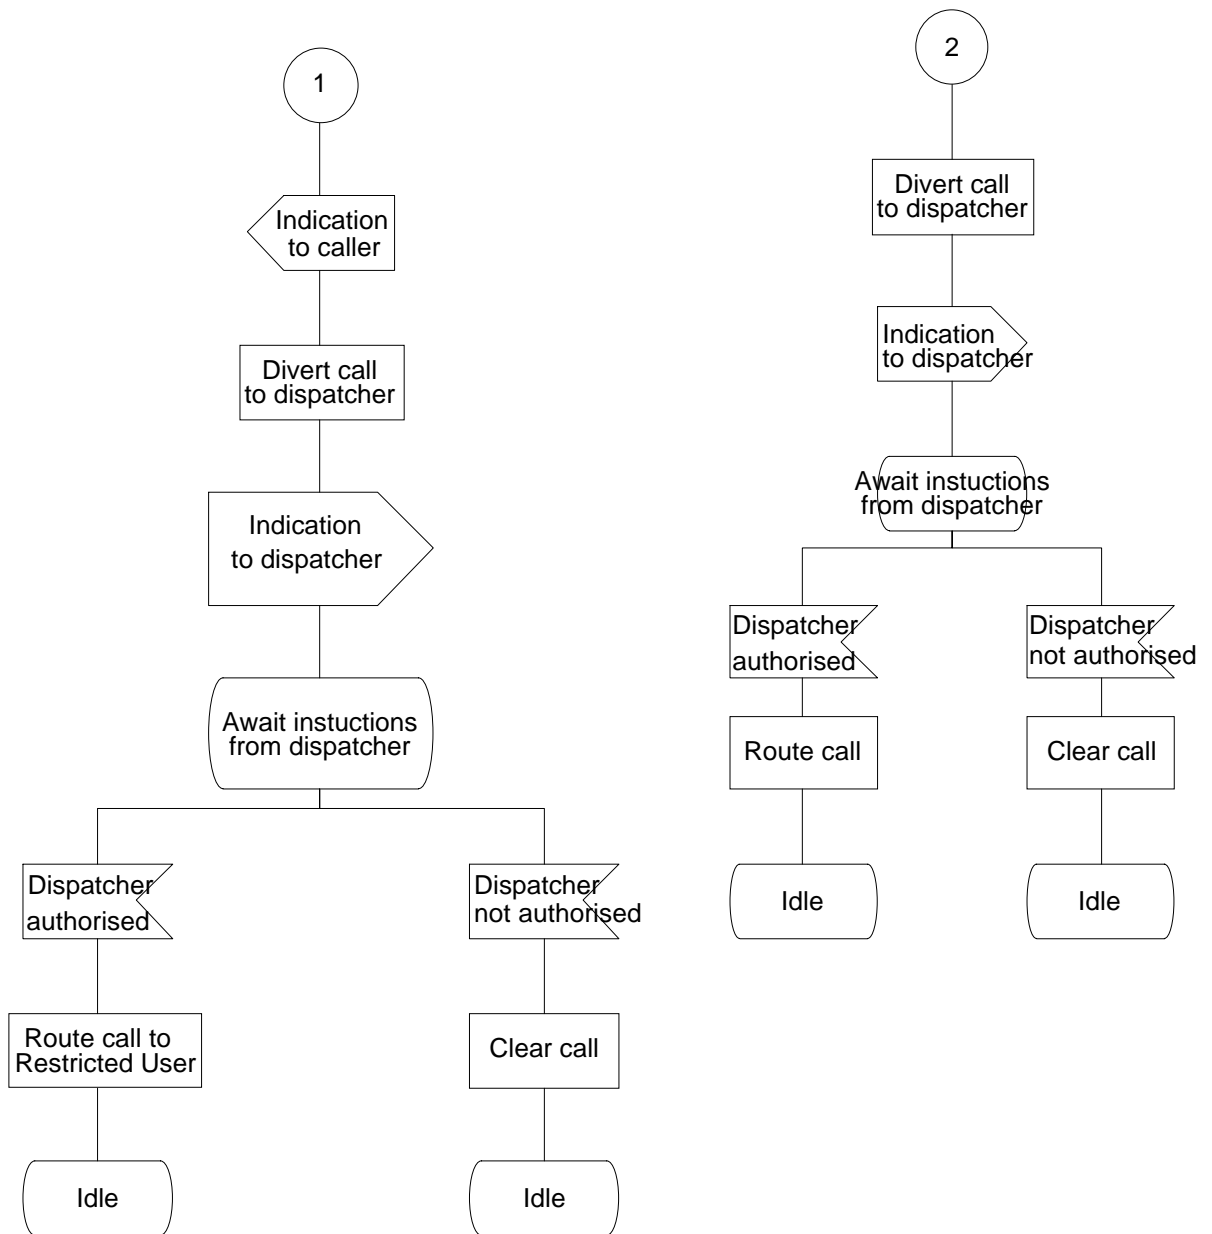 1
Indication
to caller
Divert call
to dispatcher
Indication
to dispatcher
Await instuctions
from dispatcher
Dispatcher
authorised
Route call to
Restricted User
Idle
Dispatcher
not authorised
Clear call
Idle
2
Divert call
to dispatcher
Indication
to dispatcher
Await instuctions
from dispatcher
Dispatcher
authorised
Route call
Idle
Dispatcher
not authorised
Clear call
Idle